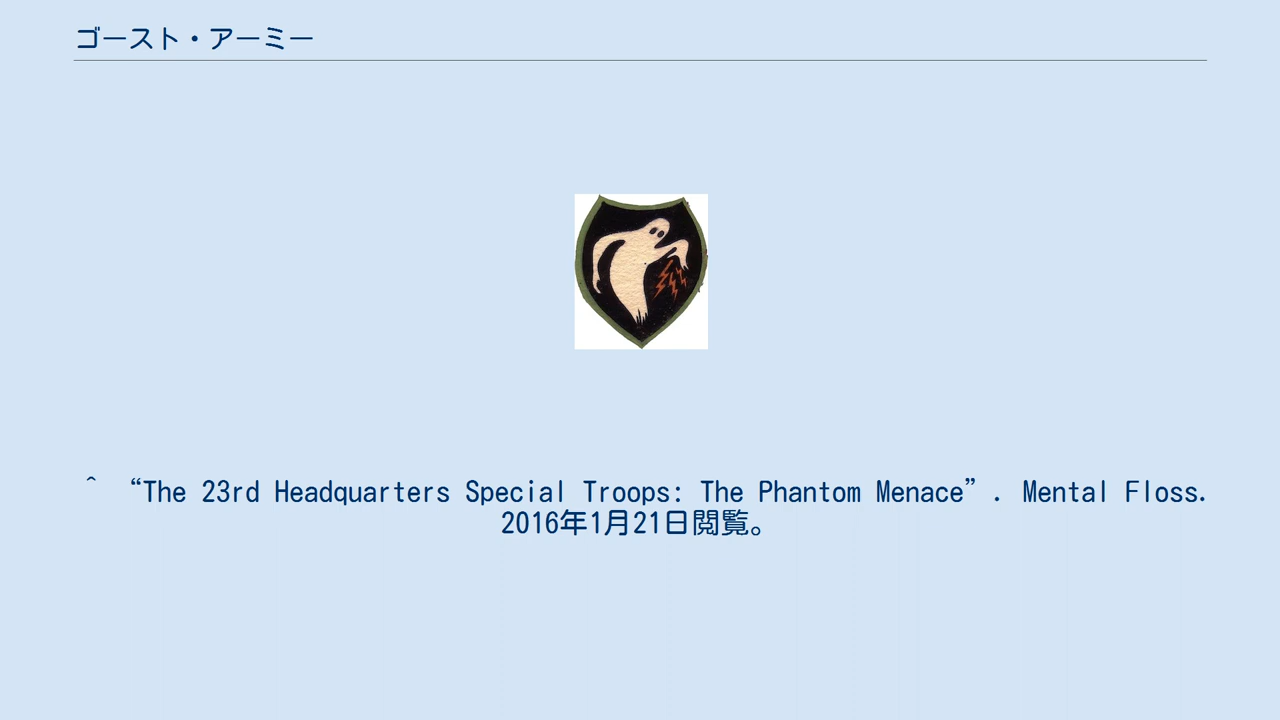 ゴースト・アーミー
^ “The 23rd Headquarters Special Troops: The Phantom Menace”. Mental Floss.
2016年1月21日閲覧。